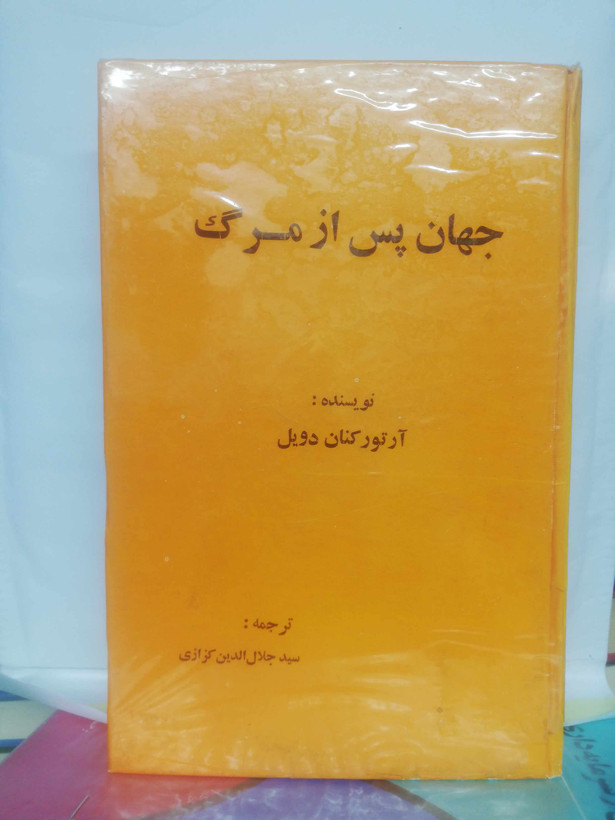 جهان پس از مرگ
نویسنده :
آرتور کنان دویل
ترجمه :
سید جلال‌الدین کزازی